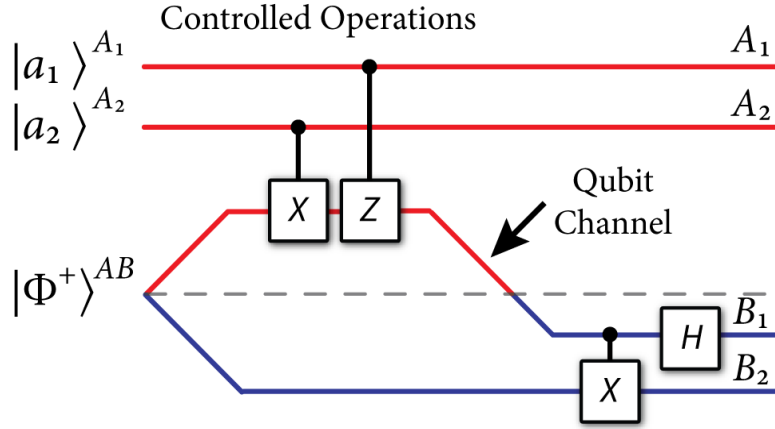 Controlled Operations
|a₁⟩^{A₁} A₁
|a₂⟩^{A₂} A₂
X Z
Qubit
Channel
|Φ⁺⟩^{AB}
B₁
H
B₂
X